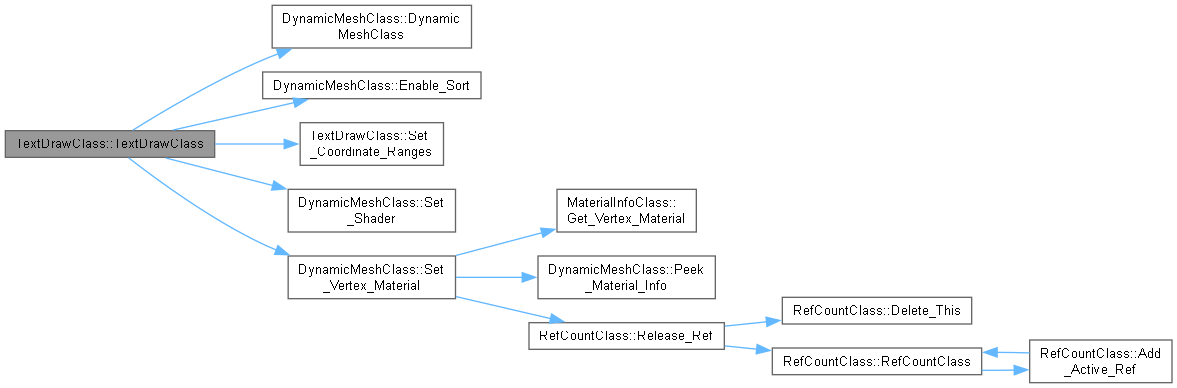 DynamicMeshClass::Dynamic
MeshClass
DynamicMeshClass::Enable_Sort
TextDrawClass::TextDrawClass
TextDrawClass::Set
_Coordinate_Ranges
DynamicMeshClass::Set
_Shader
MaterialInfoClass::
Get_Vertex_Material
DynamicMeshClass::Set
_Vertex_Material
DynamicMeshClass::Peek
_Material_Info
RefCountClass::Release_Ref
RefCountClass::Delete_This
RefCountClass::RefCountClass
RefCountClass::Add
_Active_Ref